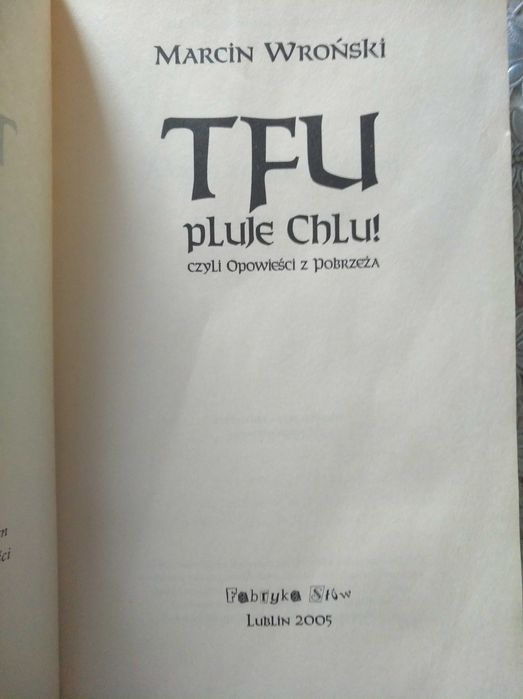 Marcin Wroński
TFU
pluje Chlu!
czyli Opowieści z Pobrzeża
Fabryka Słów
Lublin 2005